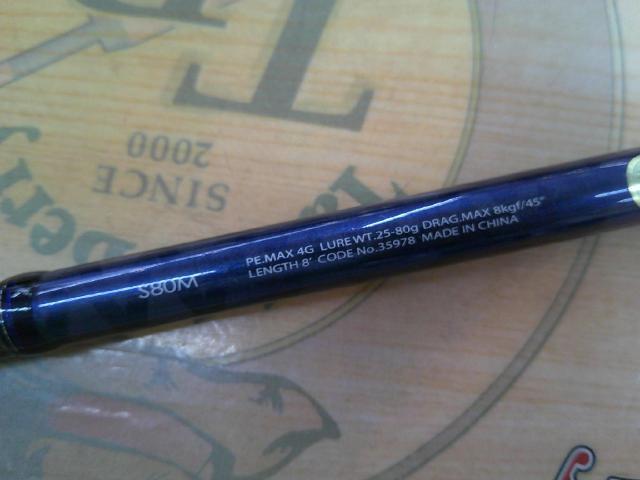 S80M
PE.MAX 4G LURE WT.25-80g DRAG.MAX 8kgf/45°
LENGTH 8' CODE No.35978 MADE IN CHINA
SINCE
2000
berry